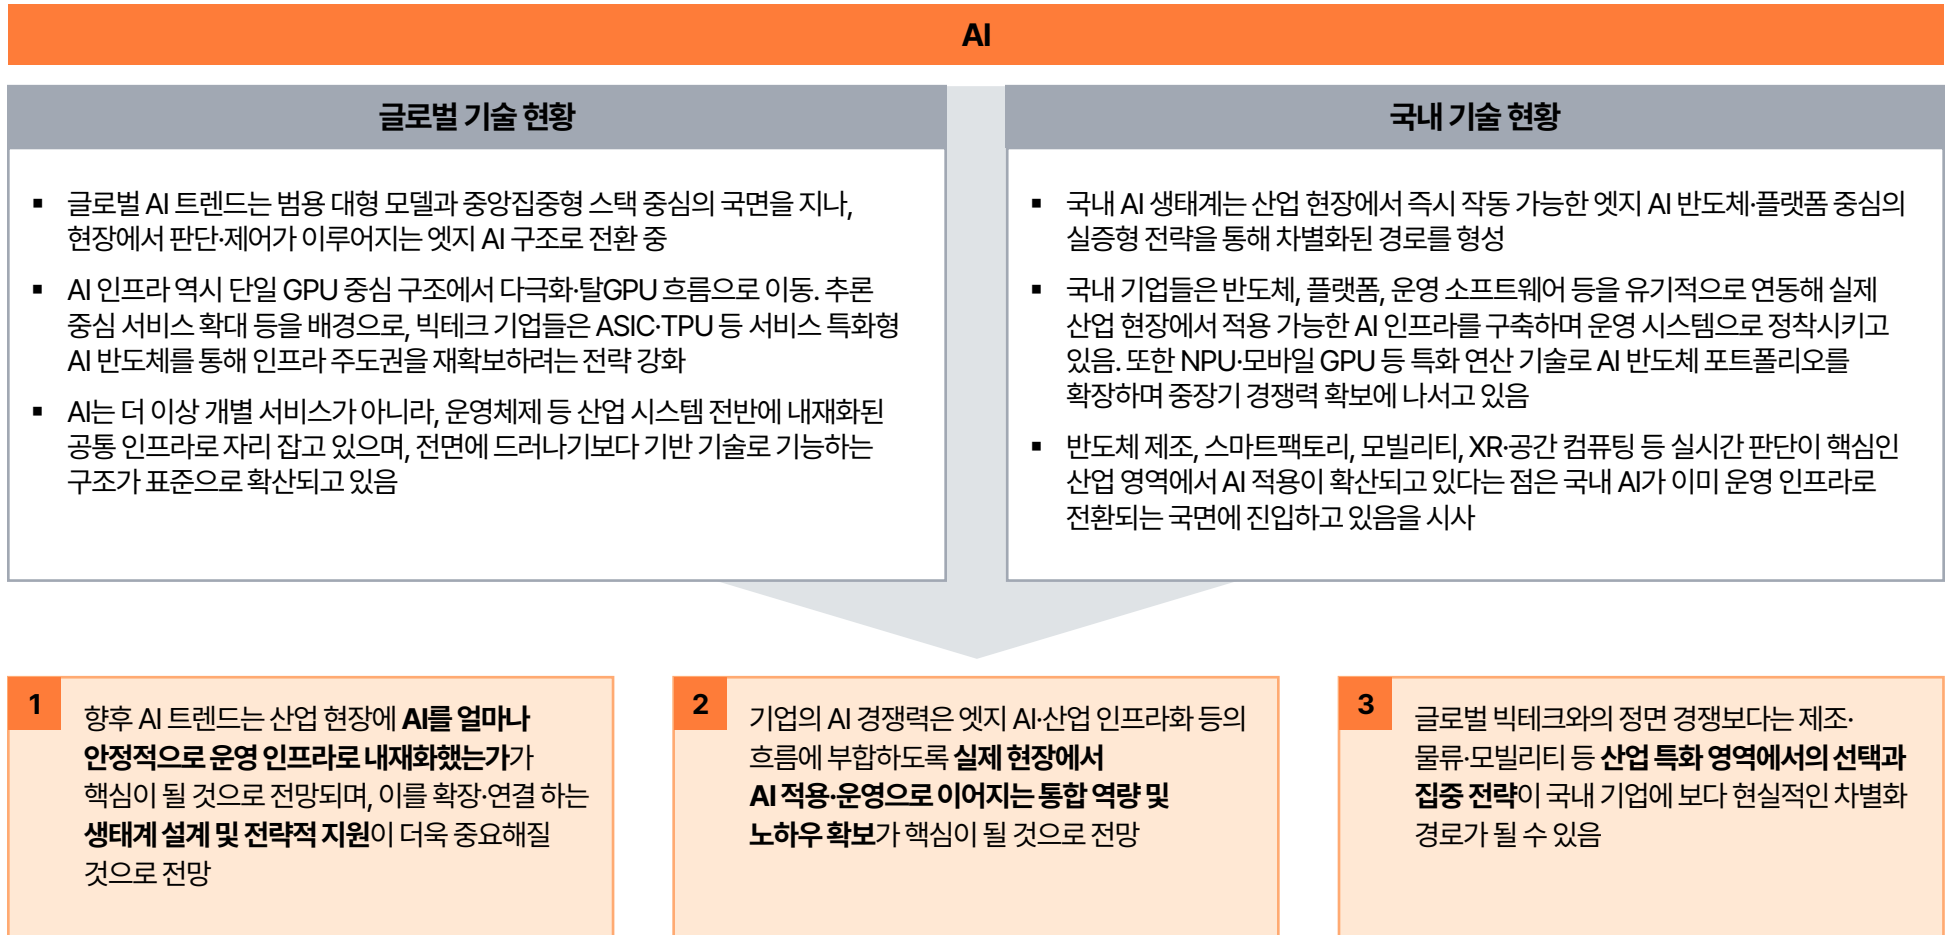 AI
글로벌 기술 현황
▪ 글로벌 AI 트렌드는 범용 대형 모델과 중앙집중형 스택 중심의 국면을 지나,
현장에서 판단·제어가 이루어지는 엣지 AI 구조로 전환 중
▪ AI 인프라 역시 단일 GPU 중심 구조에서 다극화·탈GPU 흐름으로 이동. 추론
중심 서비스 확대 등을 배경으로, 빅테크 기업들은 ASIC·TPU 등 서비스 특화형
AI 반도체를 통해 인프라 주도권을 재확보하려는 전략 강화
▪ AI는 더 이상 개별 서비스가 아니라, 운영체제 등 산업 시스템 전반에 내재화된
공통 인프라로 자리 잡고 있으며, 전면에 드러나기보다 기반 기술로 기능하는
구조가 표준으로 확산되고 있음
국내 기술 현황
▪ 국내 AI 생태계는 산업 현장에서 즉시 작동 가능한 엣지 AI 반도체·플랫폼 중심의
실증형 전략을 통해 차별화된 경로를 형성
▪ 국내 기업들은 반도체, 플랫폼, 운영 소프트웨어 등을 유기적으로 연동해 실제
산업 현장에서 적용 가능한 AI 인프라를 구축하며 운영 시스템으로 정착시키고
있음. 또한 NPU·모바일 GPU 등 특화 연산 기술로 AI 반도체 포트폴리오를
확장하며 중장기 경쟁력 확보에 나서고 있음
▪ 반도체 제조, 스마트팩토리, 모빌리티, XR·공간 컴퓨팅 등 실시간 판단이 핵심인
산업 영역에서 AI 적용이 확산되고 있다는 점은 국내 AI가 이미 운영 인프라로
전환되는 국면에 진입하고 있음을 시사
1
향후 AI 트렌드는 산업 현장에 AI를 얼마나
안정적으로 운영 인프라로 내재화했는가가
핵심이 될 것으로 전망되며, 이를 확장·연결 하는
생태계 설계 및 전략적 지원이 더욱 중요해질
것으로 전망
2
기업의 AI 경쟁력은 엣지 AI·산업 인프라화 등의
흐름에 부합하도록 실제 현장에서
AI 적용·운영으로 이어지는 통합 역량 및
노하우 확보가 핵심이 될 것으로 전망
3
글로벌 빅테크와의 정면 경쟁보다는 제조·
물류·모빌리티 등 산업 특화 영역에서의 선택과
집중 전략이 국내 기업에 보다 현실적인 차별화
경로가 될 수 있음